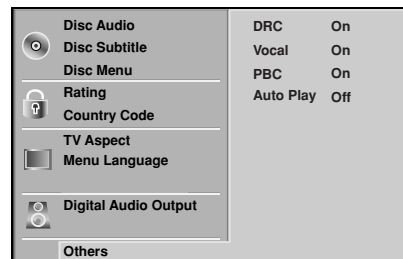 Disc Audio
Disc Subtitle
Disc Menu
Rating
Country Code
TV Aspect
Menu Language
Digital Audio Output
Others
DRC On
Vocal On
PBC On
Auto Play Off